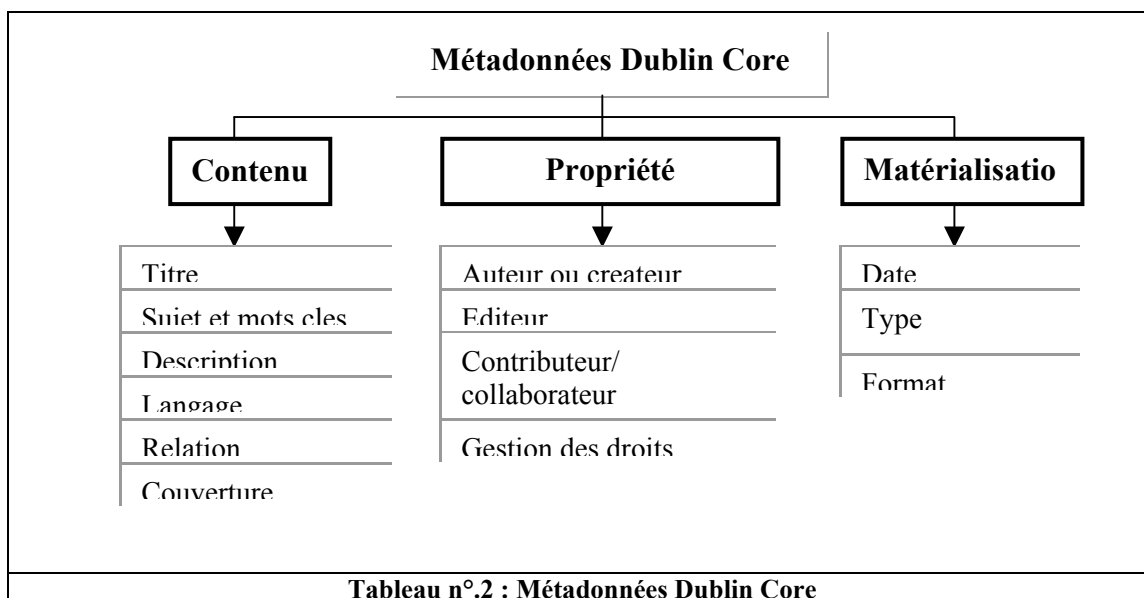 Métadonnées Dublin Core
Contenu
Propriété
Matérialisatio
Titre
Sujet et mots cles
Description
Langage
Relation
Couverture
Auteur ou createur
Editeur
Contributeur/
collaborateur
Gestion des droits
Date
Type
Format
Tableau n°.2 : Métadonnées Dublin Core